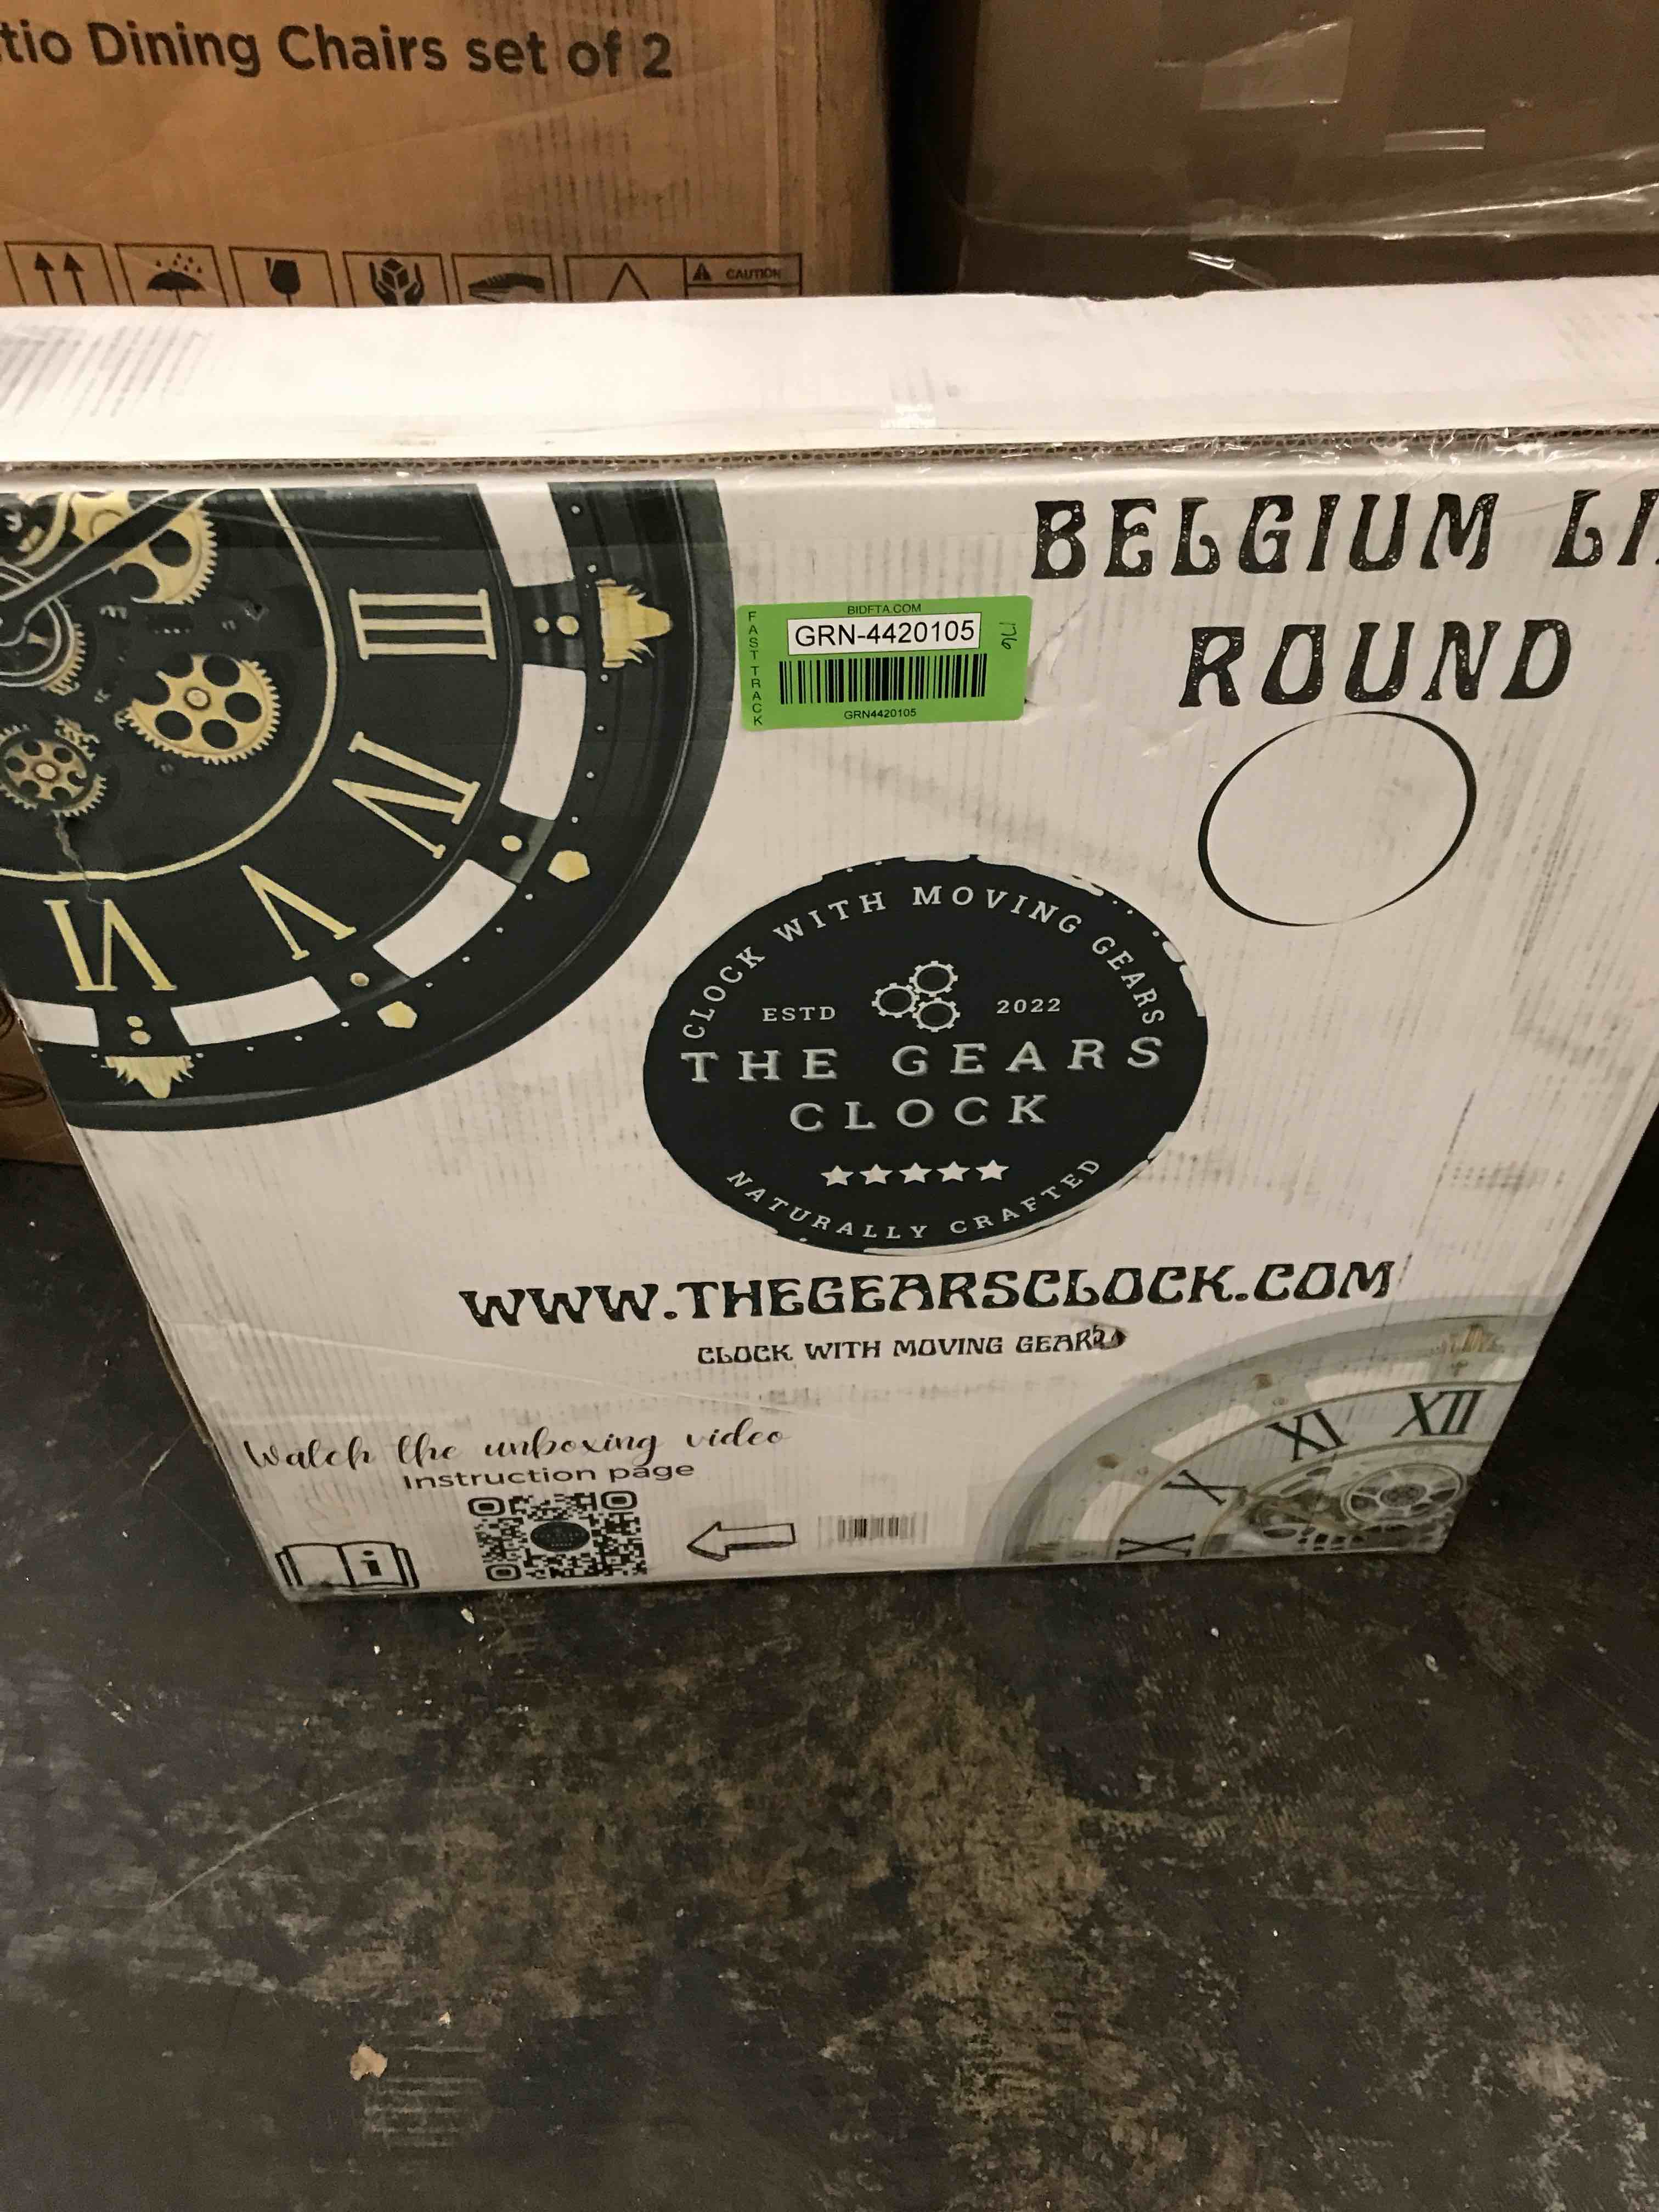 tio Dining Chairs set of 2
CAUTION
BELGIUM LI
ROUND
BIDFTA.COM
FAST TRACK
GRN-4420105
176
GRN4420105
III
IV
V
VI
CLOCK WITH MOVING GEARS
ESTD 2022
THE GEARS
CLOCK
NATURALLY CRAFTED
WWW.THEGEARSCLOCK.COM
CLOCK WITH MOVING GEARS
Watch the unboxing video
Instruction page
i
XII
XI
X
IX